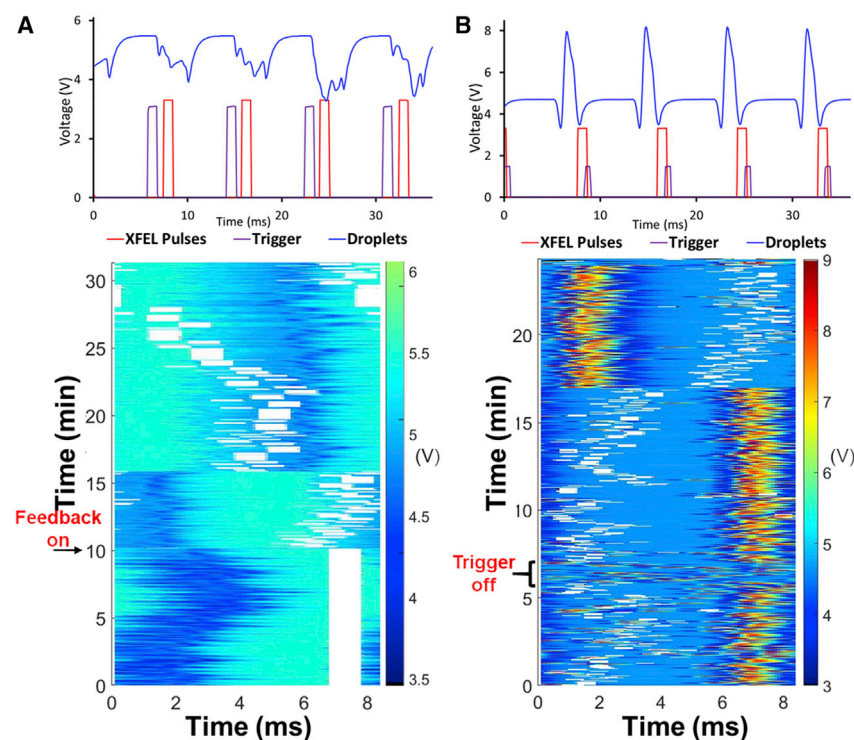 A
Voltage (V)
6
4
2
0
0
10
20
30
Time (ms)
XFEL Pulses Trigger Droplets
B
Voltage (V)
8
6
4
2
0
0
10
20
30
Time (ms)
XFEL Pulses Trigger Droplets
Time (min)
30
25
20
15
10
5
0
Feedback
on
0
2
4
6
8
Time (ms)
6
5.5
5
(V)
4.5
4
3.5
Time (min)
20
15
10
5
0
Trigger
off
0
2
4
6
8
Time (ms)
9
8
7
(V)
6
5
4
3